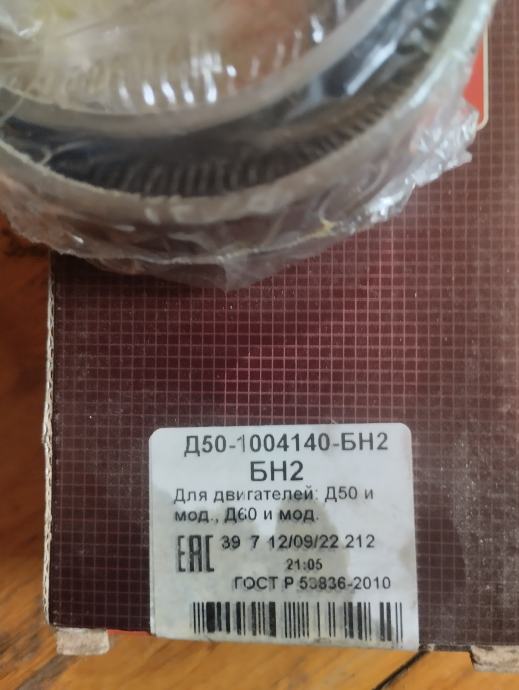 Д50-1004140-БН2
БН2
Для двигателей: Д50 и
мод., Д60 и мод.
ЕАС 39 7 12/09/22 212
21:05
ГОСТ Р 53836-2010